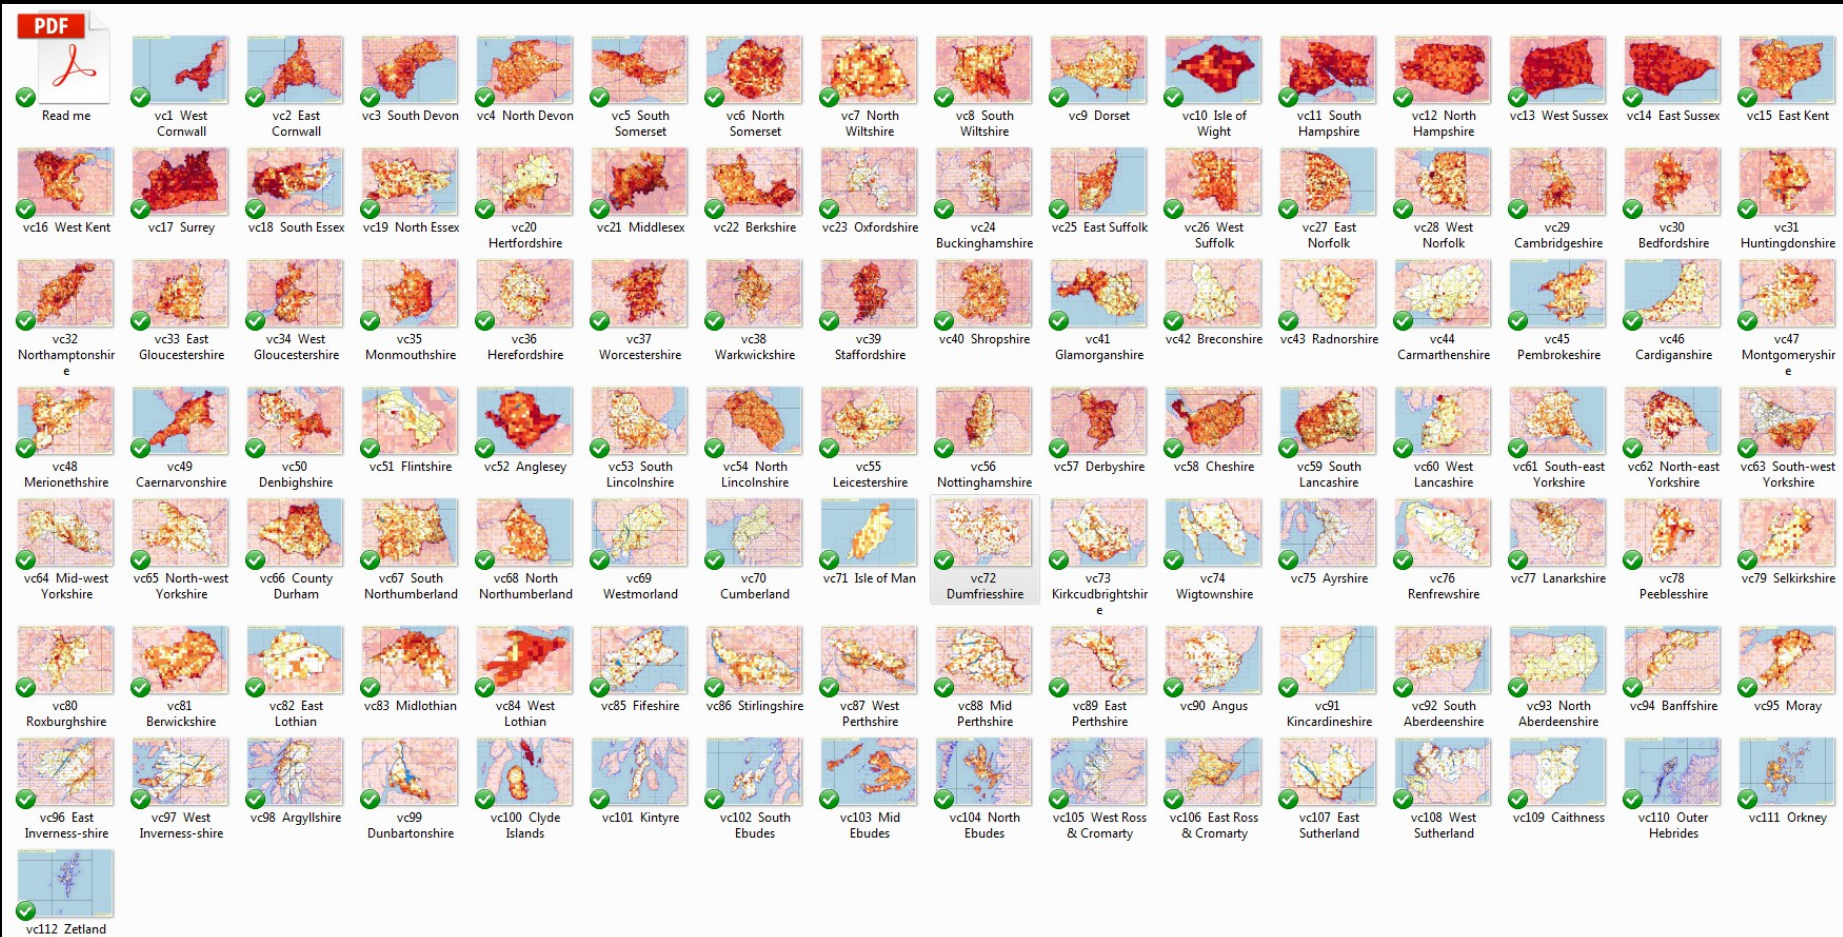 PDF
Read me
vc1 West
Cornwall
vc2 East
Cornwall
vc3 South Devon
vc4 North Devon
vc5 South
Somerset
vc6 North
Somerset
vc7 North
Wiltshire
vc8 South
Wiltshire
vc9 Dorset
vc10 Isle of
Wight
vc11 South
Hampshire
vc12 North
Hampshire
vc13 West Sussex
vc14 East Sussex
vc15 East Kent
vc16 West Kent
vc17 Surrey
vc18 South Essex
vc19 North Essex
vc20
Hertfordshire
vc21 Middlesex
vc22 Berkshire
vc23 Oxfordshire
vc24
Buckinghamshire
vc25 East Suffolk
vc26 West
Suffolk
vc27 East
Norfolk
vc28 West
Norfolk
vc29
Cambridgeshire
vc30
Bedfordshire
vc31
Huntingdonshire
vc32
Northamptonshir
e
vc33 East
Gloucestershire
vc34 West
Gloucestershire
vc35
Monmouthshire
vc36
Herefordshire
vc37
Worcestershire
vc38
Warkwickshire
vc39
Staffordshire
vc40 Shropshire
vc41
Glamorganshire
vc42 Breconshire
vc43 Radnorshire
vc44
Carmarthenshire
vc45
Pembrokeshire
vc46
Cardiganshire
vc47
Montgomeryshir
e
vc48
Merionethshire
vc49
Caernarvonshire
vc50
Denbighshire
vc51 Flintshire
vc52 Anglesey
vc53 South
Lincolnshire
vc54 North
Lincolnshire
vc55
Leicestershire
vc56
Nottinghamshire
vc57 Derbyshire
vc58 Cheshire
vc59 South
Lancashire
vc60 West
Lancashire
vc61 South-east
Yorkshire
vc62 North-east
Yorkshire
vc63 South-west
Yorkshire
vc64 Mid-west
Yorkshire
vc65 North-west
Yorkshire
vc66 County
Durham
vc67 South
Northumberland
vc68 North
Northumberland
vc69
Westmorland
vc70
Cumberland
vc71 Isle of Man
vc72
Dumfriesshire
vc73
Kirkcudbrightshir
e
vc74
Wigtownshire
vc75 Ayrshire
vc76
Renfrewshire
vc77 Lanarkshire
vc78
Peeblesshire
vc79 Selkirkshire
vc80
Roxburghshire
vc81
Berwickshire
vc82 East
Lothian
vc83 Midlothian
vc84 West
Lothian
vc85 Fifeshire
vc86 Stirlingshire
vc87 West
Perthshire
vc88 Mid
Perthshire
vc89 East
Perthshire
vc90 Angus
vc91
Kincardineshire
vc92 South
Aberdeenshire
vc93 North
Aberdeenshire
vc94 Banffshire
vc95 Moray
vc96 East
Inverness-shire
vc97 West
Inverness-shire
vc98 Argyllshire
vc99
Dunbartonshire
vc100 Clyde
Islands
vc101 Kintyre
vc102 South
Ebudes
vc103 Mid
Ebudes
vc104 North
Ebudes
vc105 West Ross
& Cromarty
vc106 East Ross
& Cromarty
vc107 East
Sutherland
vc108 West
Sutherland
vc109 Caithness
vc110 Outer
Hebrides
vc111 Orkney
vc112 Zetland